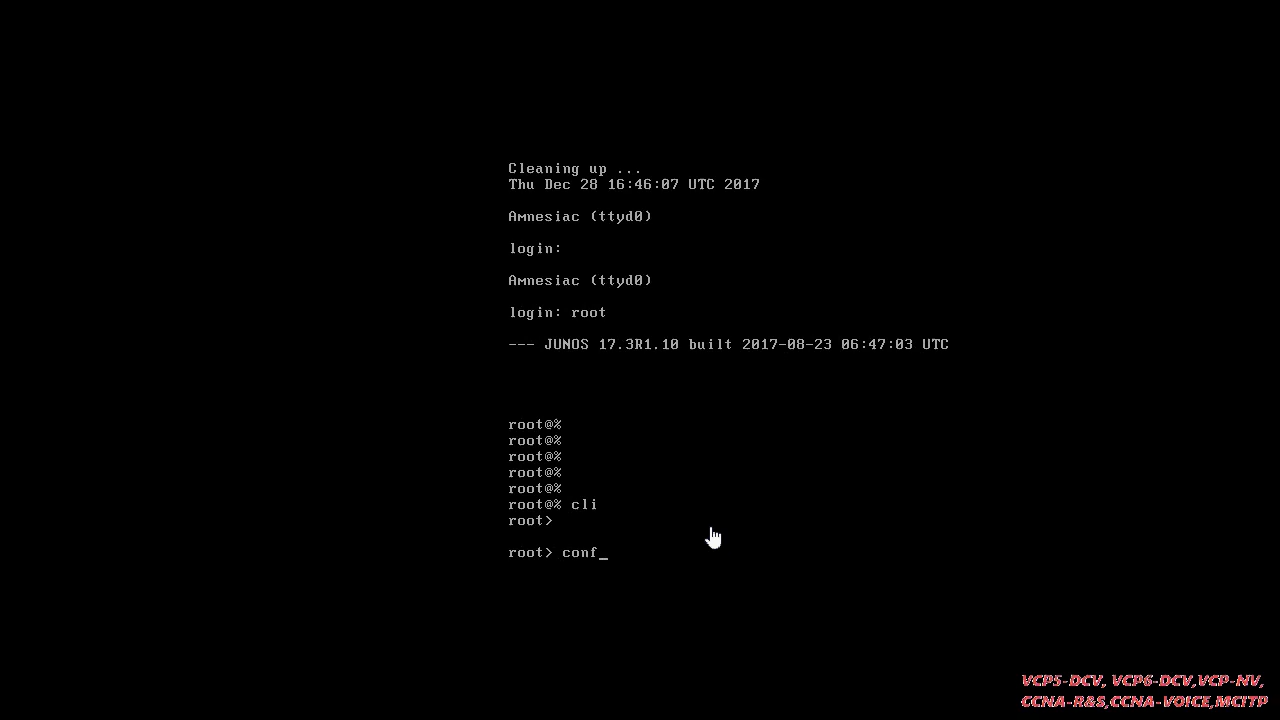 Cleaning up ...
Thu Dec 28 16:46:07 UTC 2017
Amnesiac (ttyd0)
login:
Amnesiac (ttyd0)
login: root
--- JUNOS 17.3R1.10 built 2017-08-23 06:47:03 UTC
root@%
root@%
root@%
root@%
root@%
root@% cli
root>
root> conf_
VCP5-DCV, VCP6-DCV,VCP-NV,
CCNA-R&S,CCNA-VOICE,MCITP